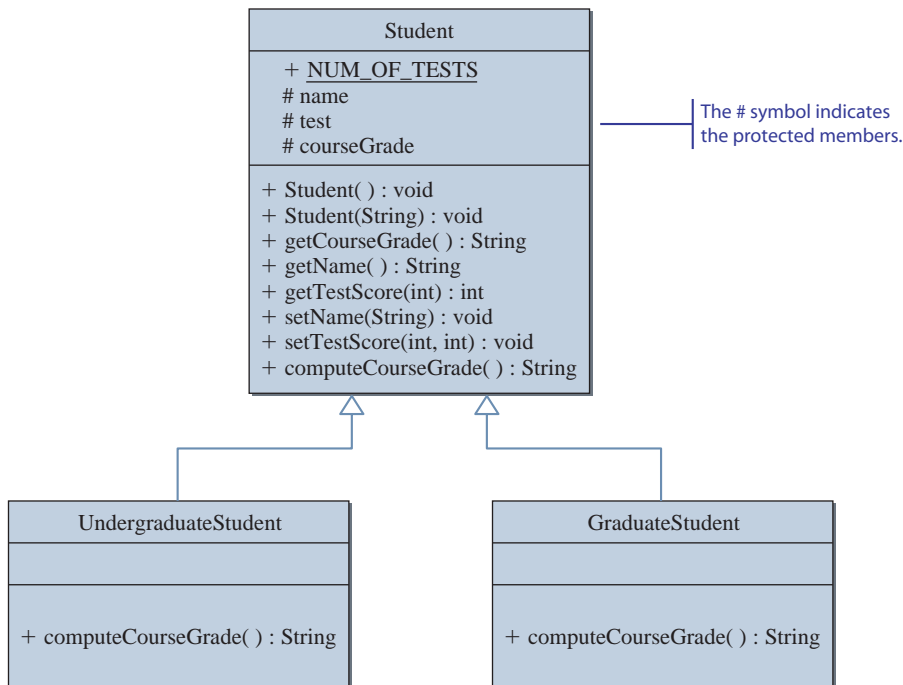 Student
+ NUM_OF_TESTS
# name
# test
# courseGrade
The # symbol indicates
the protected members.
+ Student( ) : void
+ Student(String) : void
+ getCourseGrade( ) : String
+ getName( ) : String
+ getTestScore(int) : int
+ setName(String) : void
+ setTestScore(int, int) : void
+ computeCourseGrade( ) : String
UndergraduateStudent
+ computeCourseGrade( ) : String
GraduateStudent
+ computeCourseGrade( ) : String